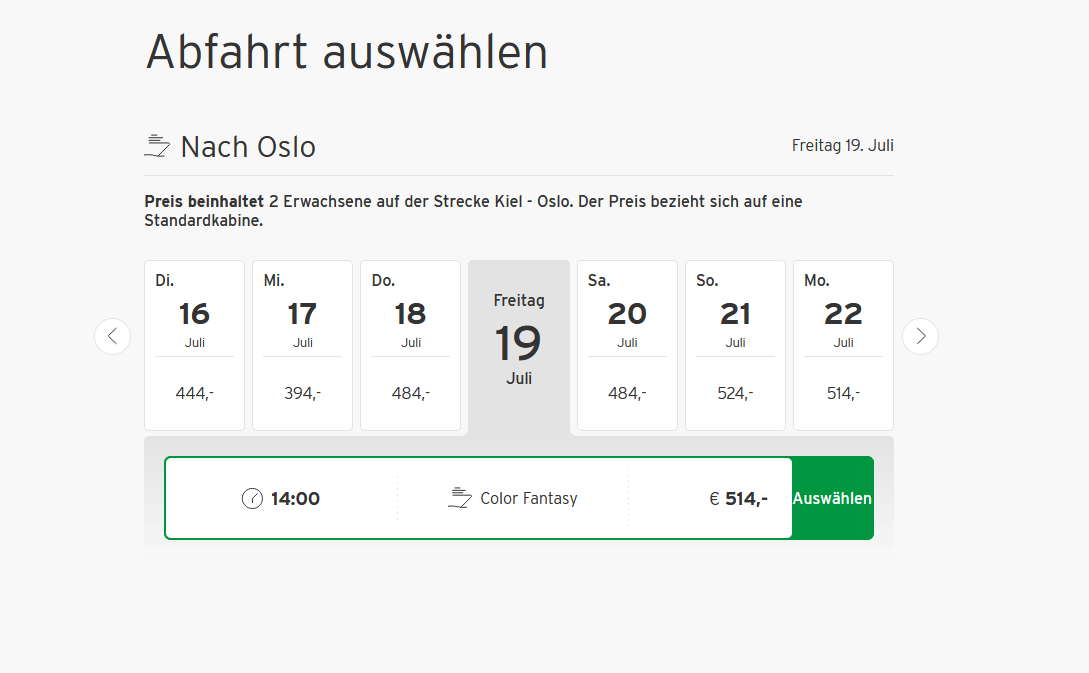 Abfahrt auswählen
Nach Oslo
Freitag 19. Juli
Preis beinhaltet 2 Erwachsene auf der Strecke Kiel - Oslo. Der Preis bezieht sich auf eine
Standardkabine.
Di.
16
Juli
444,-
Mi.
17
Juli
394,-
Do.
18
Juli
484,-
Freitag
19
Juli
Sa.
20
Juli
484,-
So.
21
Juli
524,-
Mo.
22
Juli
514,-
14:00
Color Fantasy
€ 514,-
Auswählen